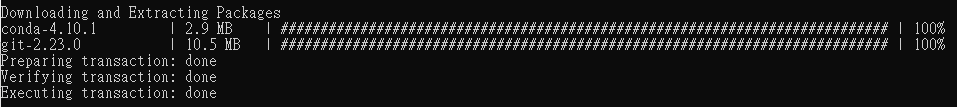 Downloading and Extracting Packages
conda-4.10.1         | 2.9 MB    | ############################################################################ | 100%
git-2.23.0           | 10.5 MB   | ############################################################################ | 100%
Preparing transaction: done
Verifying transaction: done
Executing transaction: done